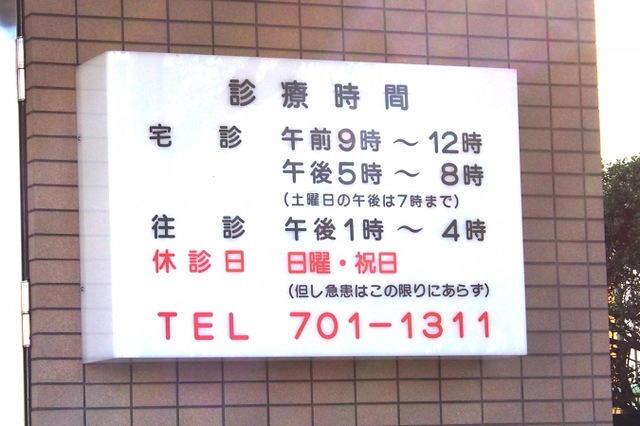 診療時間
宅診 午前9時～12時
午後5時～8時
(土曜日の午後は7時まで)
往診 午後1時～4時
休診日 日曜・祝日
(但し急患はこの限りにあらず)
TEL 701-1311